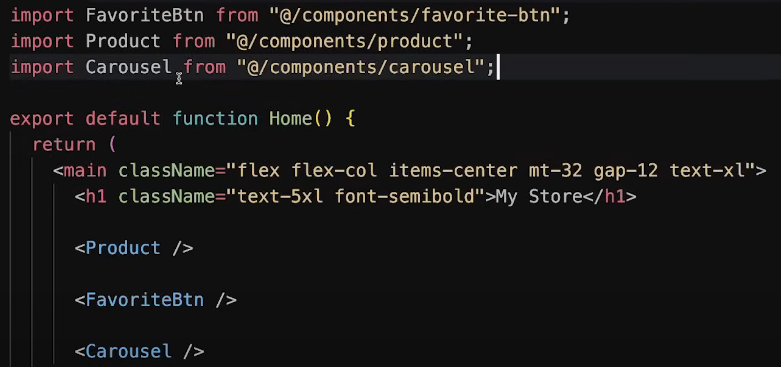 import FavoriteBtn from "@/components/favorite-btn";
import Product from "@/components/product";
import Carousel from "@/components/carousel";
export default function Home() {
return (
<main className="flex flex-col items-center mt-32 gap-12 text-xl">
<h1 className="text-5xl font-semibold">My Store</h1>
<Product />
<FavoriteBtn />
<Carousel />